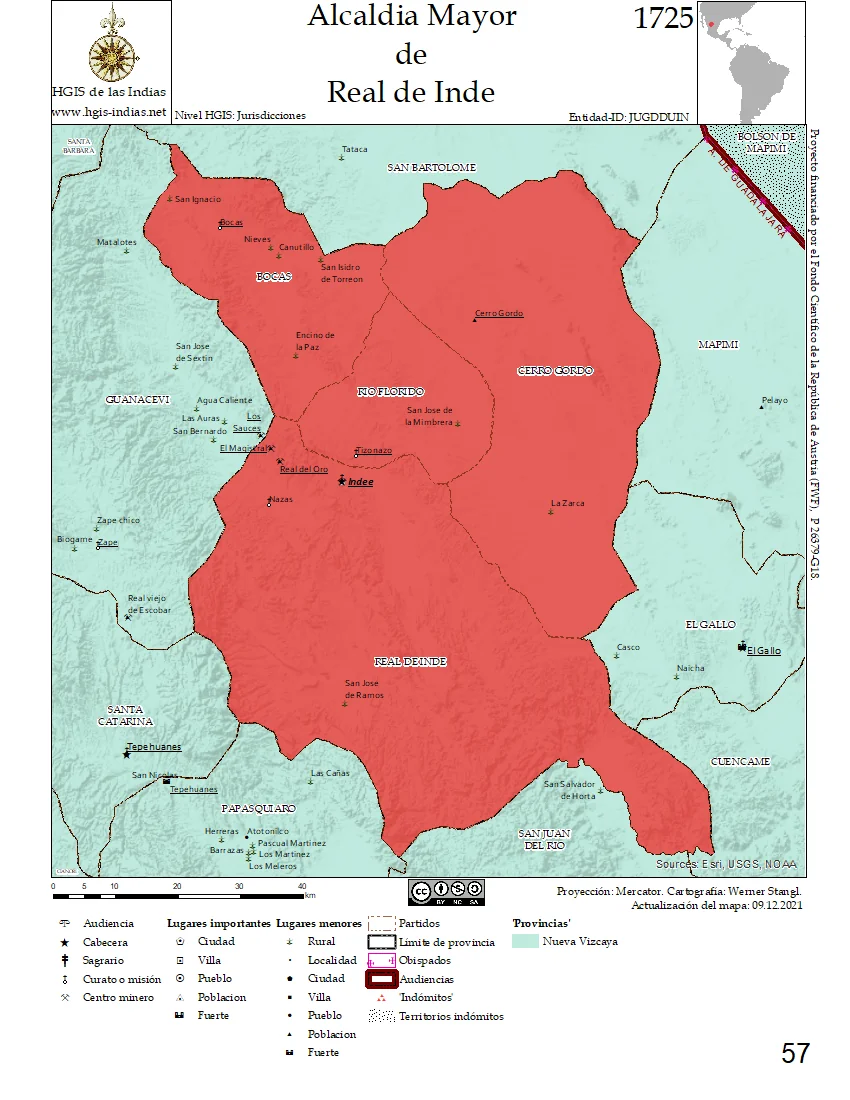 Alcaldia Mayor
de
Real de Inde
1725
HGIS de las Indias
www.hgis-indias.net
Nivel HGIS: Jurisdicciones
Entidad-ID: JUGDDUIN
SANTA
BARBARA
Tataca
SAN BARTOLOME
BOLSON DE
MAPIMI
A. DE GUADALAJARA
San Ignacio
Bocas
Matalotes
Nieves
Canutillo
San Isidro
de Torreon
BOCAS
Cerro Gordo
Encino de
la Paz
San Jose
de Sextin
MAPIMI
CERRO GORDO
RIO FLORIDO
GUANACEVI
Agua Caliente
Pelayo
San Jose de
la Mimbrera
Las Auras
Los
Sauces
San Bernardo
El Magistral
Tizonazo
Real del Oro
Indee
Nazas
La Zarca
Zape chico
Biogame
Zape
Real viejo
de Escobar
EL GALLO
Casco
El Gallo
REAL DE INDE
Naicha
San Jose
de Ramos
SANTA
CATARINA
Tepehuanes
CUENCAME
San Nicolas
Tepehuanes
Las Cañas
San Salvador
de Horta
PAPASQUIARO
Herreras
Atotonilco
Pascual Martinez
Barrazas
Los Martinez
Los Meleros
SAN JUAN
DEL RIO
Sources: Esri, USGS, NOAA
Proyecto financiado por el Fondo Científico de la República de Austria (FWF), P 26379-G18.
0 5 10 20 30 40
km
CC BY NC SA
Proyección: Mercator. Cartografía: Werner Stangl.
Actualización del mapa: 09.12.2021
Audiencia
Cabecera
Sagrario
Curato o misión
Centro minero
Lugares importantes
Ciudad
Villa
Pueblo
Poblacion
Fuerte
Lugares menores
Rural
Localidad
Ciudad
Villa
Pueblo
Poblacion
Fuerte
Partidos
Límite de provincia
Obispados
Audiencias
'Indómitos'
Territorios indómitos
'Provincias'
Nueva Vizcaya
57